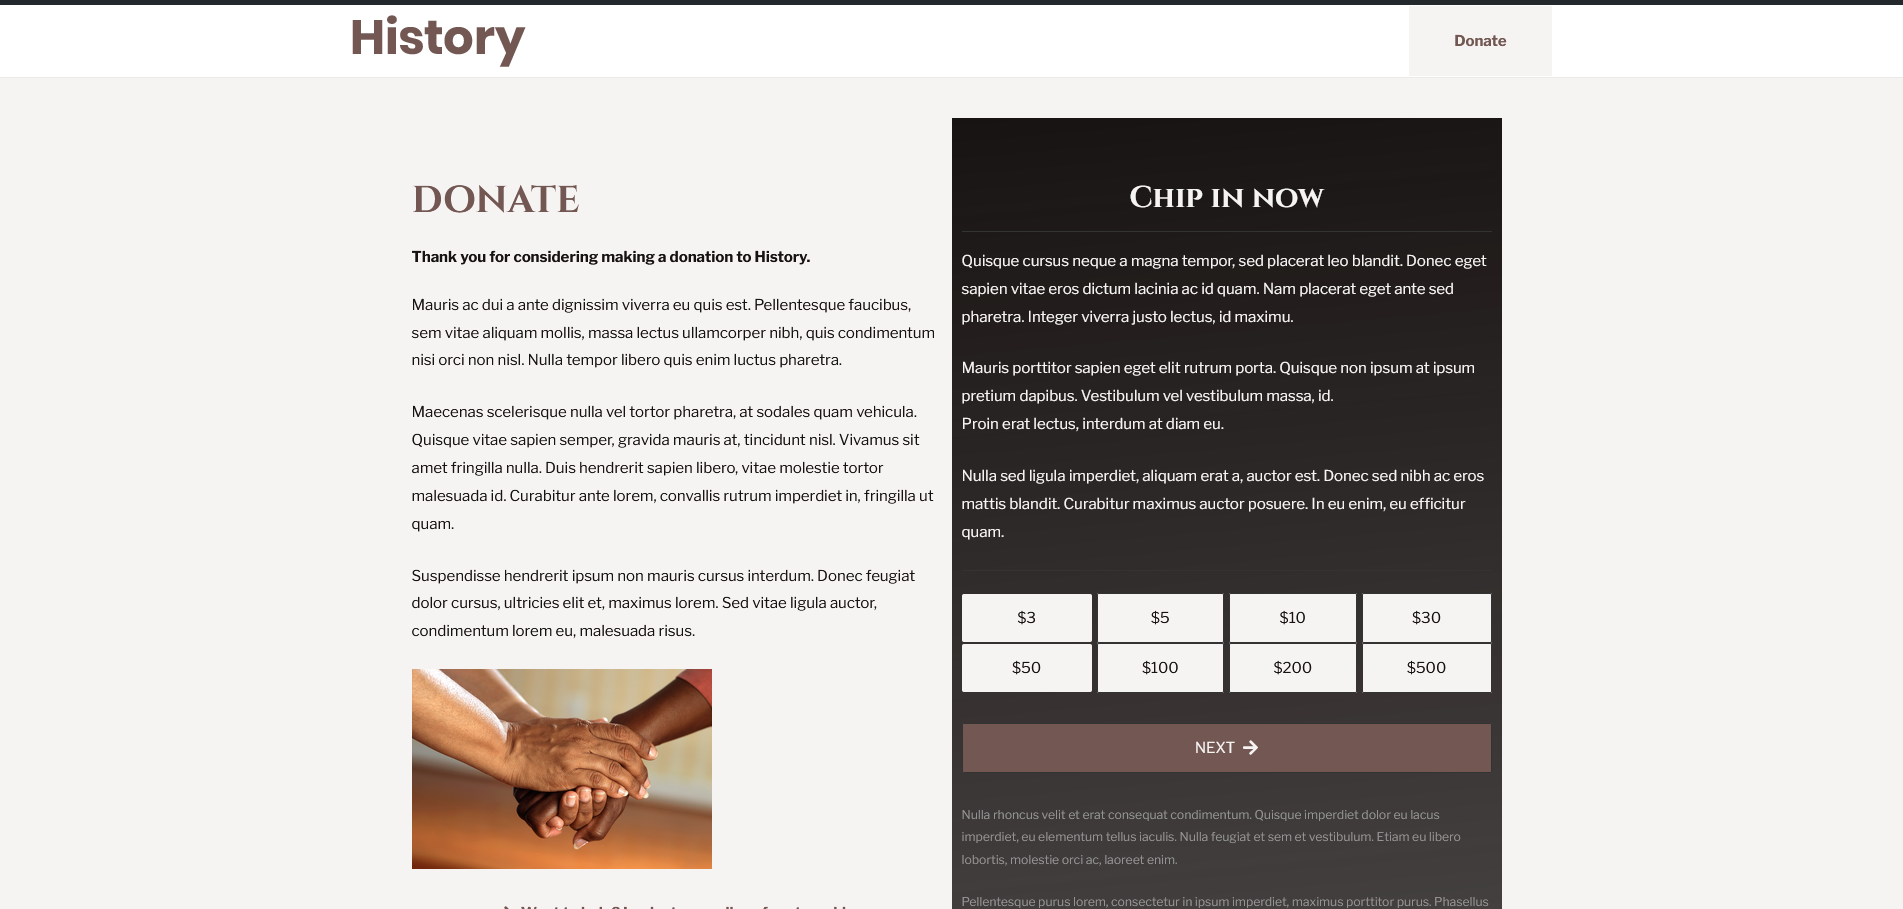 History
Donate
DONATE
Thank you for considering making a donation to History.
Mauris ac dui a ante dignissim viverra eu quis est. Pellentesque faucibus,
sem vitae aliquam mollis, massa lectus ullamcorper nibh, quis condimentum
nisi orci non nisl. Nulla tempor libero quis enim luctus pharetra.
Maecenas scelerisque nulla vel tortor pharetra, at sodales quam vehicula.
Quisque vitae sapien semper, gravida mauris at, tincidunt nisl. Vivamus sit
amet fringilla nulla. Duis hendrerit sapien libero, vitae molestie tortor
malesuada id. Curabitur ante lorem, convallis rutrum imperdiet in, fringilla ut
quam.
Suspendisse hendrerit ipsum non mauris cursus interdum. Donec feugiat
dolor cursus, ultricies elit et, maximus lorem. Sed vitae ligula auctor,
condimentum lorem eu, malesuada risus.
Chip in now
Quisque cursus neque a magna tempor, sed placerat leo blandit. Donec eget
sapien vitae eros dictum lacinia ac id quam. Nam placerat eget ante sed
pharetra. Integer viverra justo lectus, id maximu.
Mauris porttitor sapien eget elit rutrum porta. Quisque non ipsum at ipsum
pretium dapibus. Vestibulum vel vestibulum massa, id.
Proin erat lectus, interdum at diam eu.
Nulla sed ligula imperdiet, aliquam erat a, auctor est. Donec sed nibh ac eros
mattis blandit. Curabitur maximus auctor posuere. In eu enim, eu efficitur
quam.
$3 $5 $10 $30
$50 $100 $200 $500
NEXT
Nulla rhoncus velit et erat consequat condimentum. Quisque imperdiet dolor eu lacus
imperdiet, eu elementum tellus iaculis. Nulla feugiat et sem et vestibulum. Etiam eu libero
lobortis, molestie orci ac, laoreet enim.
Pellentesque purus lorem, consectetur in ipsum imperdiet, maximus porttitor purus. Phasellus